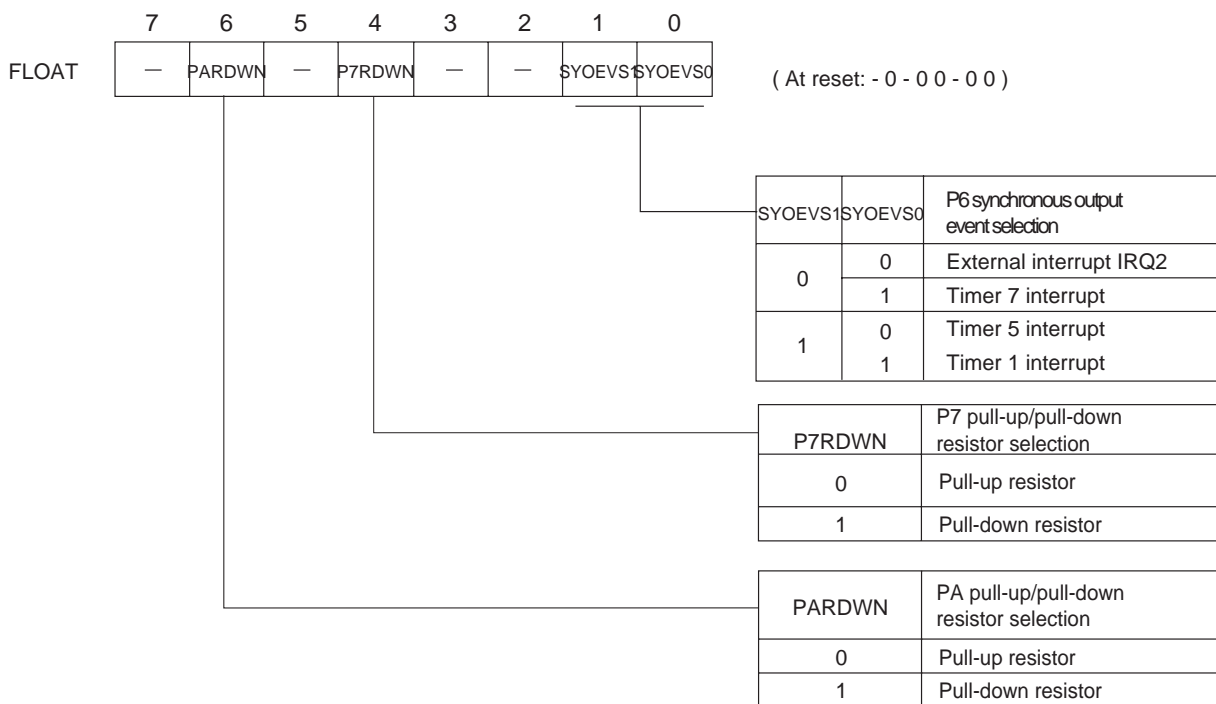 7 6 5 4 3 2 1 0
FLOAT — PARDWN — P7RDWN — — SYOEVS1 SYOEVS0 ( At reset: - 0 - 0 0 - 0 0 )
SYOEVS1 SYOEVS0 P6 synchronous output
event selection
0 0 External interrupt IRQ2
1 Timer 7 interrupt
1 0 Timer 5 interrupt
1 Timer 1 interrupt
P7RDWN P7 pull-up/pull-down
resistor selection
0 Pull-up resistor
1 Pull-down resistor
PARDWN PA pull-up/pull-down
resistor selection
0 Pull-up resistor
1 Pull-down resistor